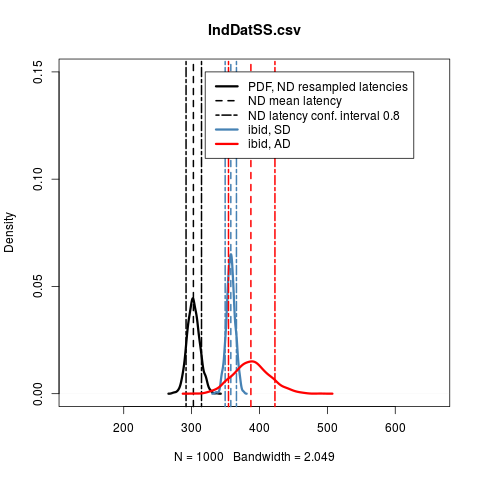 IndDatSS.csv
Density
0.15
0.10
0.05
0.00
PDF, ND resampled latencies
ND mean latency
ND latency conf. interval 0.8
ibid, SD
ibid, AD
200 300 400 500 600
N = 1000 Bandwidth = 2.049